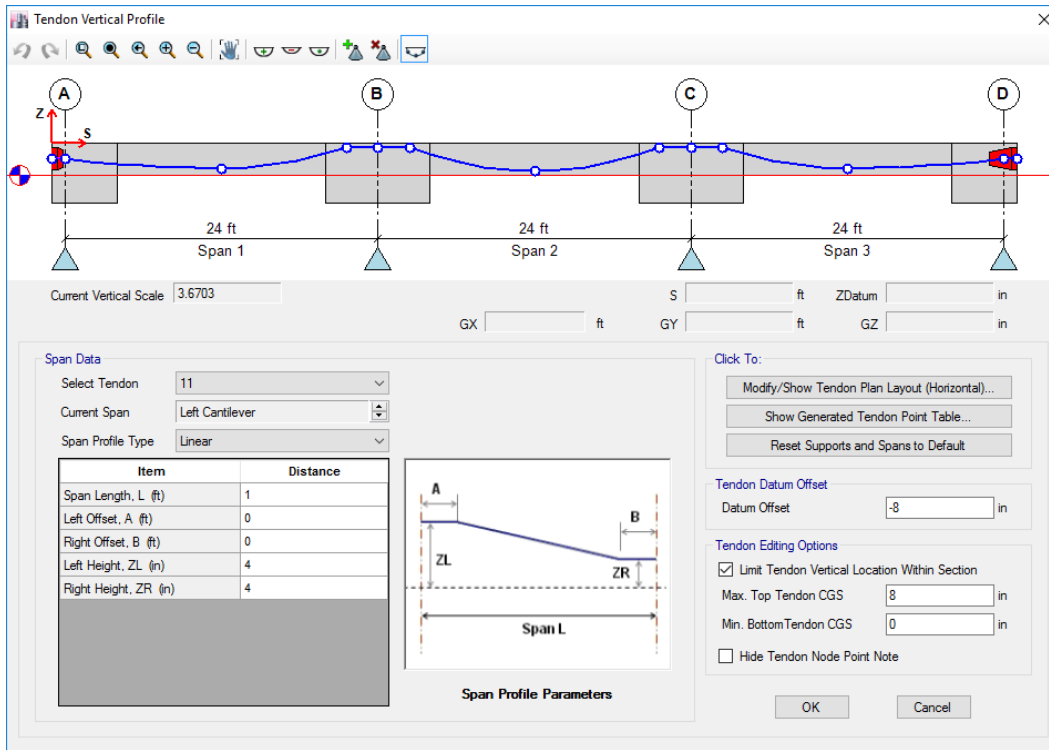 Tendon Vertical Profile
A B C D
Z
S
24 ft 24 ft 24 ft
Span 1 Span 2 Span 3
Current Vertical Scale 3.6703 S ft ZDatum in
GX ft GY ft GZ in
Span Data
Select Tendon 11
Current Span Left Cantilever
Span Profile Type Linear
Item Distance
Span Length, L (ft) 1
Left Offset, A (ft) 0
Right Offset, B (ft) 0
Left Height, ZL (in) 4
Right Height, ZR (in) 4
A
B
ZL
ZR
Span L
Span Profile Parameters
Click To:
Modify/Show Tendon Plan Layout (Horizontal)...
Show Generated Tendon Point Table...
Reset Supports and Spans to Default
Tendon Datum Offset
Datum Offset -8 in
Tendon Editing Options
Limit Tendon Vertical Location Within Section
Max. Top Tendon CGS 8 in
Min. BottomTendon CGS 0 in
Hide Tendon Node Point Note
OK Cancel